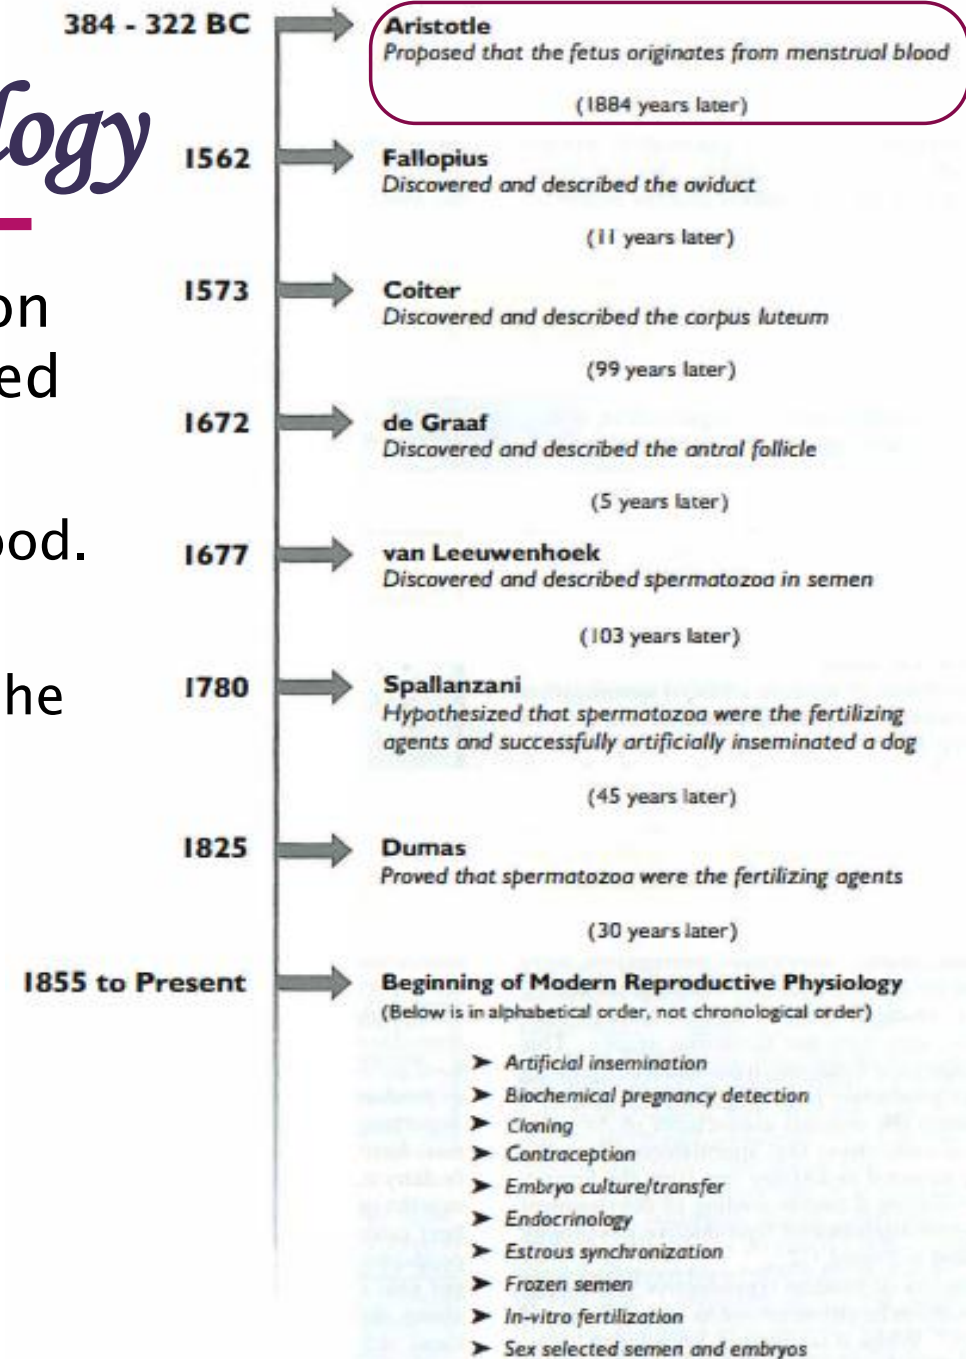 logy
on
ed
ood.
he
384 - 322 BC
Aristotle
Proposed that the fetus originates from menstrual blood
(1884 years later)
1562
Fallopius
Discovered and described the oviduct
(11 years later)
1573
Coiter
Discovered and described the corpus luteum
(99 years later)
1672
de Graaf
Discovered and described the antral follicle
(5 years later)
1677
van Leeuwenhoek
Discovered and described spermatozoa in semen
(103 years later)
1780
Spallanzani
Hypothesized that spermatozoa were the fertilizing
agents and successfully artificially inseminated a dog
(45 years later)
1825
Dumas
Proved that spermatozoa were the fertilizing agents
(30 years later)
1855 to Present
Beginning of Modern Reproductive Physiology
(Below is in alphabetical order, not chronological order)
➤ Artificial insemination
➤ Biochemical pregnancy detection
➤ Cloning
➤ Contraception
➤ Embryo culture/transfer
➤ Endocrinology
➤ Estrous synchronization
➤ Frozen semen
➤ In-vitro fertilization
➤ Sex selected semen and embryos